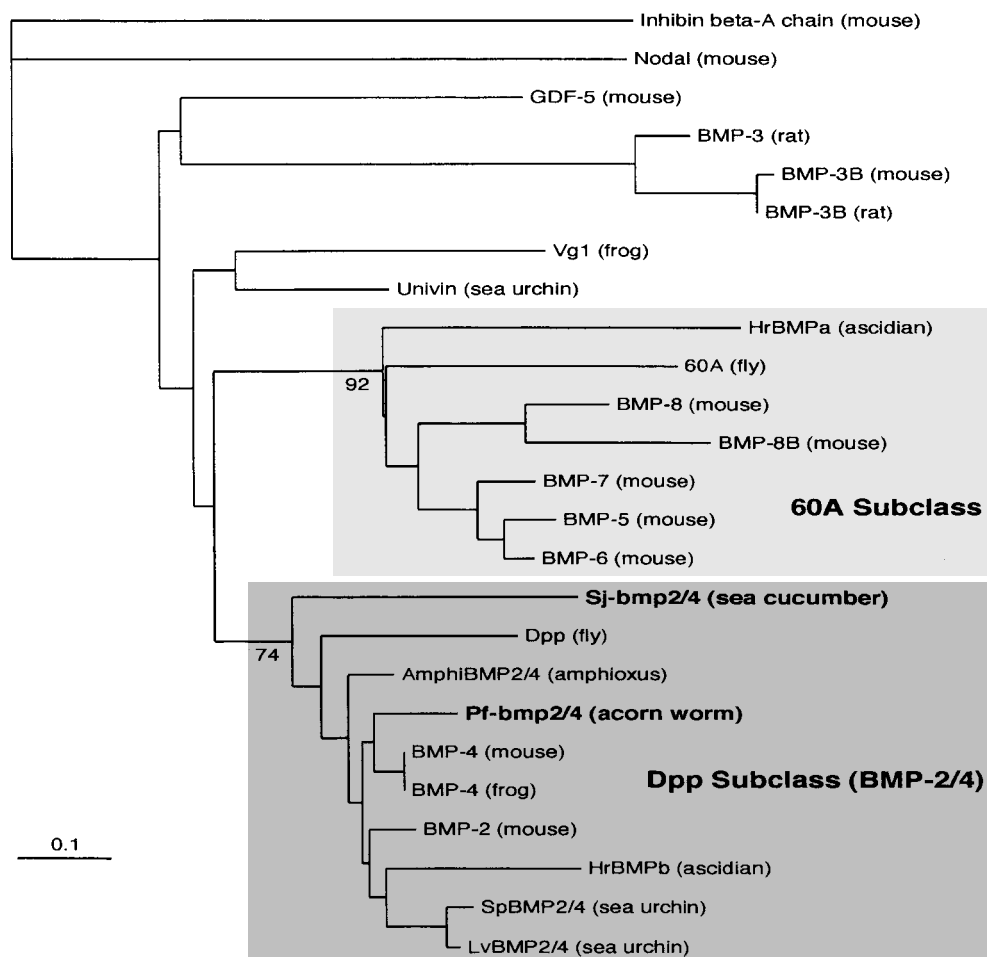 Inhibin beta-A chain (mouse)
Nodal (mouse)
GDF-5 (mouse)
BMP-3 (rat)
BMP-3B (mouse)
BMP-3B (rat)
Vg1 (frog)
Univin (sea urchin)
HrBMPa (ascidian)
60A (fly)
92
BMP-8 (mouse)
BMP-8B (mouse)
BMP-7 (mouse)
60A Subclass
BMP-5 (mouse)
BMP-6 (mouse)
Sj-bmp2/4 (sea cucumber)
Dpp (fly)
74
AmphiBMP2/4 (amphioxus)
Pf-bmp2/4 (acorn worm)
BMP-4 (mouse)
Dpp Subclass (BMP-2/4)
BMP-4 (frog)
BMP-2 (mouse)
0.1
HrBMPb (ascidian)
SpBMP2/4 (sea urchin)
LvBMP2/4 (sea urchin)